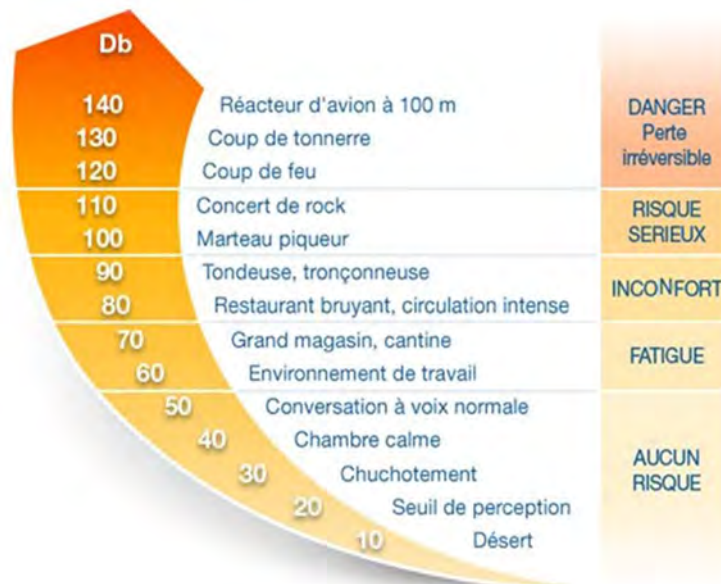 Db
140 Réacteur d'avion à 100 m
130 Coup de tonnerre
120 Coup de feu
DANGER
Perte
irréversible
110 Concert de rock
100 Marteau piqueur
RISQUE
SERIEUX
90 Tondeuse, tronçonneuse
80 Restaurant bruyant, circulation intense
INCONFORT
70 Grand magasin, cantine
60 Environnement de travail
FATIGUE
50 Conversation à voix normale
40 Chambre calme
30 Chuchotement
20 Seuil de perception
10 Désert
AUCUN
RISQUE